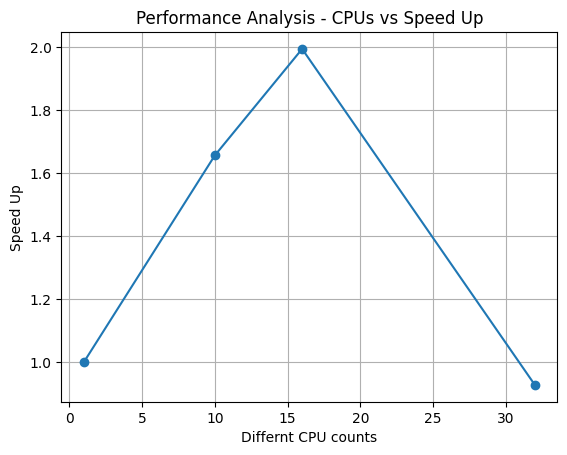 Performance Analysis - CPUs vs Speed Up
2.0
1.8
1.6
1.4
1.2
1.0
Speed Up
0 5 10 15 20 25 30
Differnt CPU counts